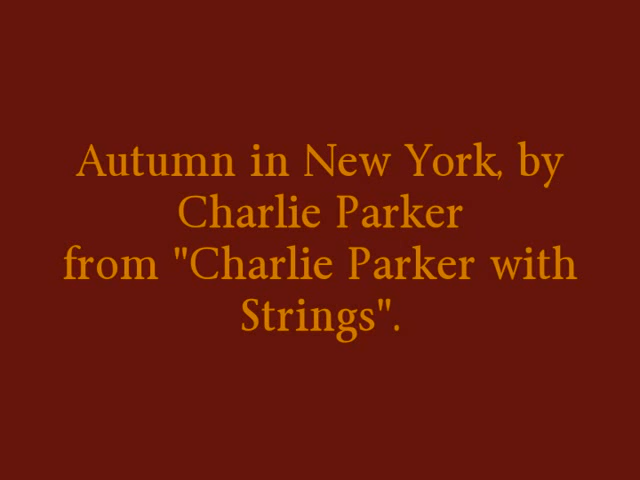 Autumn in New York, by
Charlie Parker
from "Charlie Parker with
Strings".